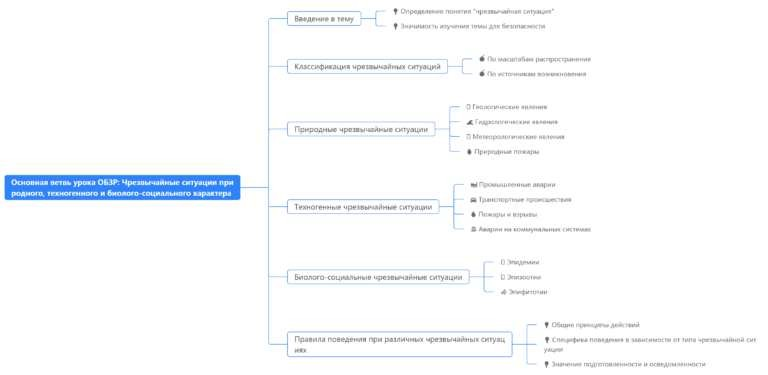 Определение понятия "чрезвычайная ситуация"
Введение в тему
Значимость изучения темы для безопасности
По масштабам распространения
Классификация чрезвычайных ситуаций
По источникам возникновения
Геологические явления
Гидрологические явления
Природные чрезвычайные ситуации
Метеорологические явления
Природные пожары
Основная ветвь урока ОБЗР: Чрезвычайные ситуации при
родного, техногенного и биолого-социального характера
Промышленные аварии
Транспортные происшествия
Техногенные чрезвычайные ситуации
Пожары и взрывы
Аварии на коммунальных системах
Эпидемии
Биолого-социальные чрезвычайные ситуации
Эпизоотии
Эпифитотии
Общие принципы действий
Правила поведения при различных чрезвычайных ситуац
иях
Специфика поведения в зависимости от типа чрезвычайной сит
уации
Значение подготовленности и осведомленности